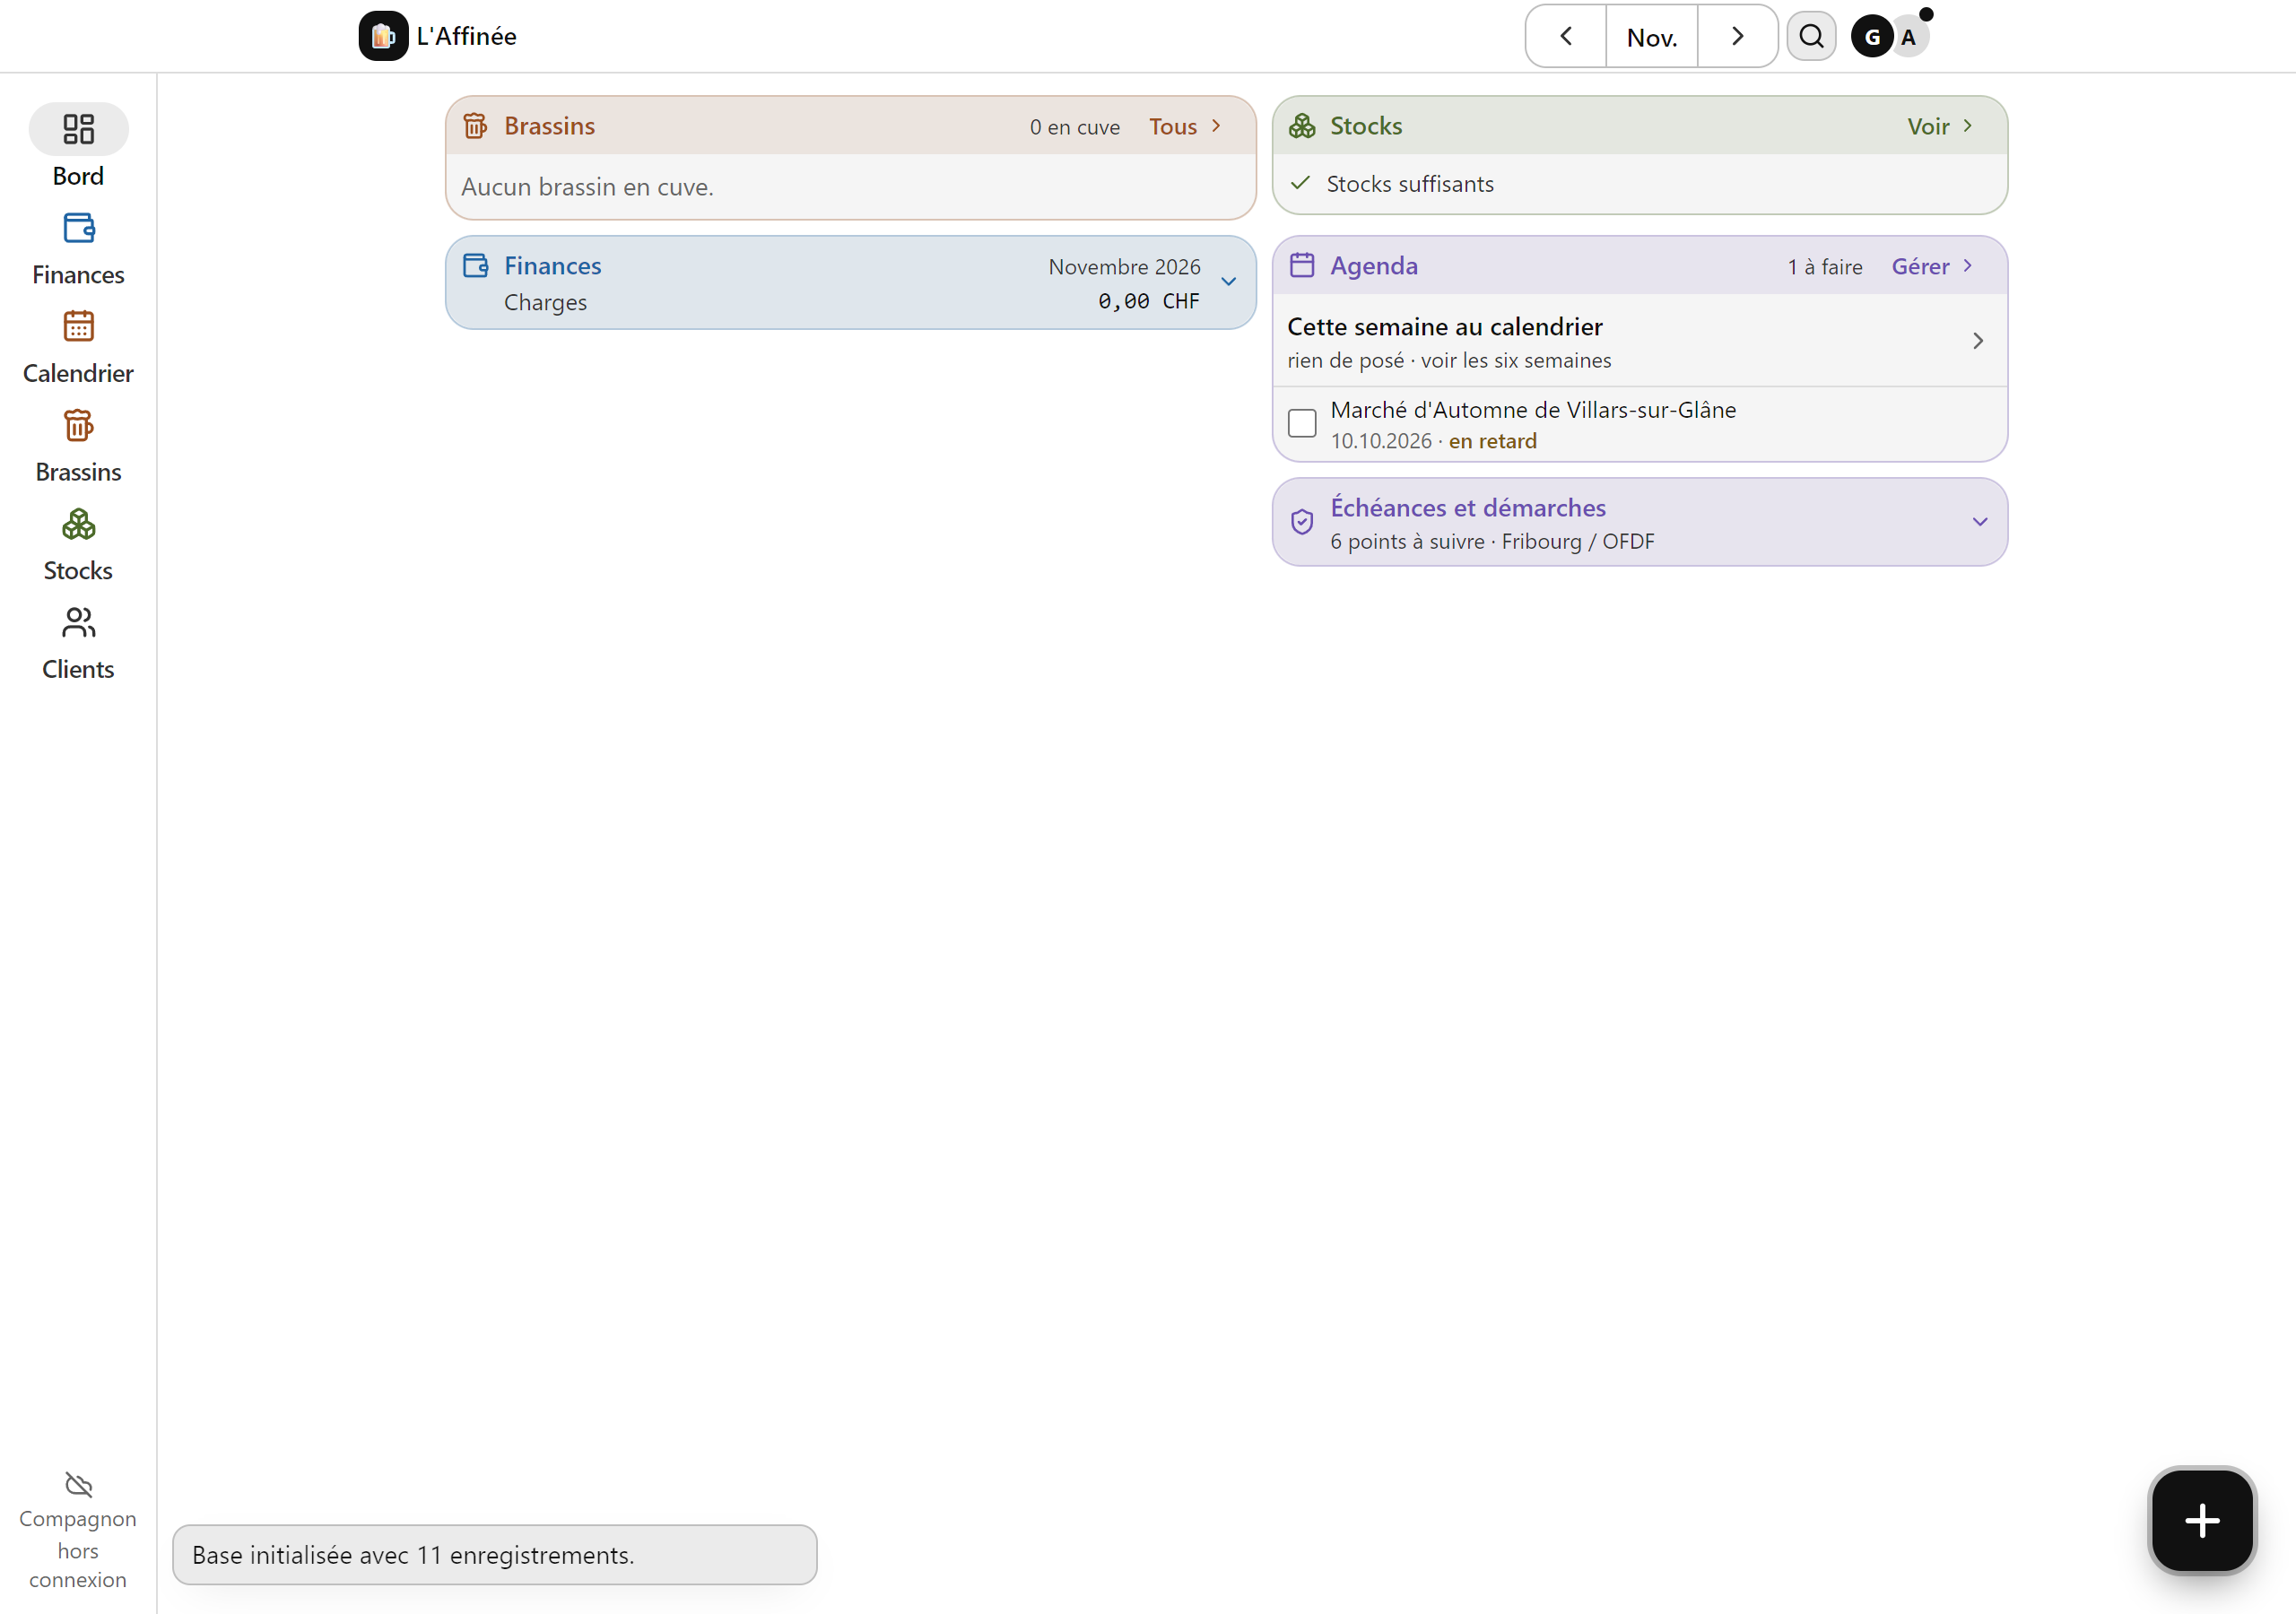 L'Affinée
Nov.
G
A
Bord
Finances
Calendrier
Brassins
Stocks
Clients
Compagnon
hors
connexion
Brassins
0 en cuve
Tous
Aucun brassin en cuve.
Finances
Novembre 2026
Charges
0,00 CHF
Stocks
Voir
Stocks suffisants
Agenda
1 à faire
Gérer
Cette semaine au calendrier
rien de posé · voir les six semaines
Marché d'Automne de Villars-sur-Glâne
10.10.2026 · en retard
Échéances et démarches
6 points à suivre · Fribourg / OFDF
Base initialisée avec 11 enregistrements.